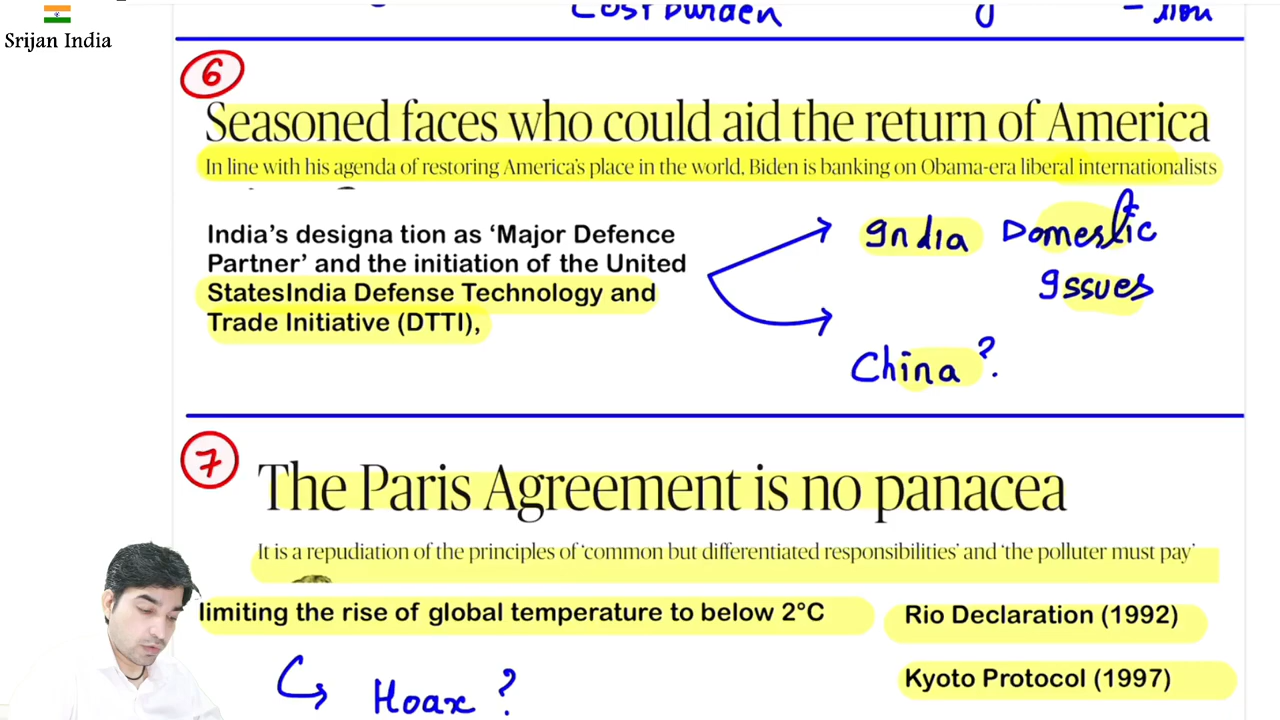 Srijan India
Cost burden
6
Seasoned faces who could aid the return of America
In line with his agenda of restoring America's place in the world, Biden is banking on Obama-era liberal internationalists
India's designa tion as 'Major Defence
Partner' and the initiation of the United
StatesIndia Defense Technology and
Trade Initiative (DTTI),
India Domestic
Issues
China ?
7
The Paris Agreement is no panacea
It is a repudiation of the principles of 'common but differentiated responsibilities' and 'the polluter must pay'
limiting the rise of global temperature to below 2°C
Rio Declaration (1992)
Kyoto Protocol (1997)
Hoax ?